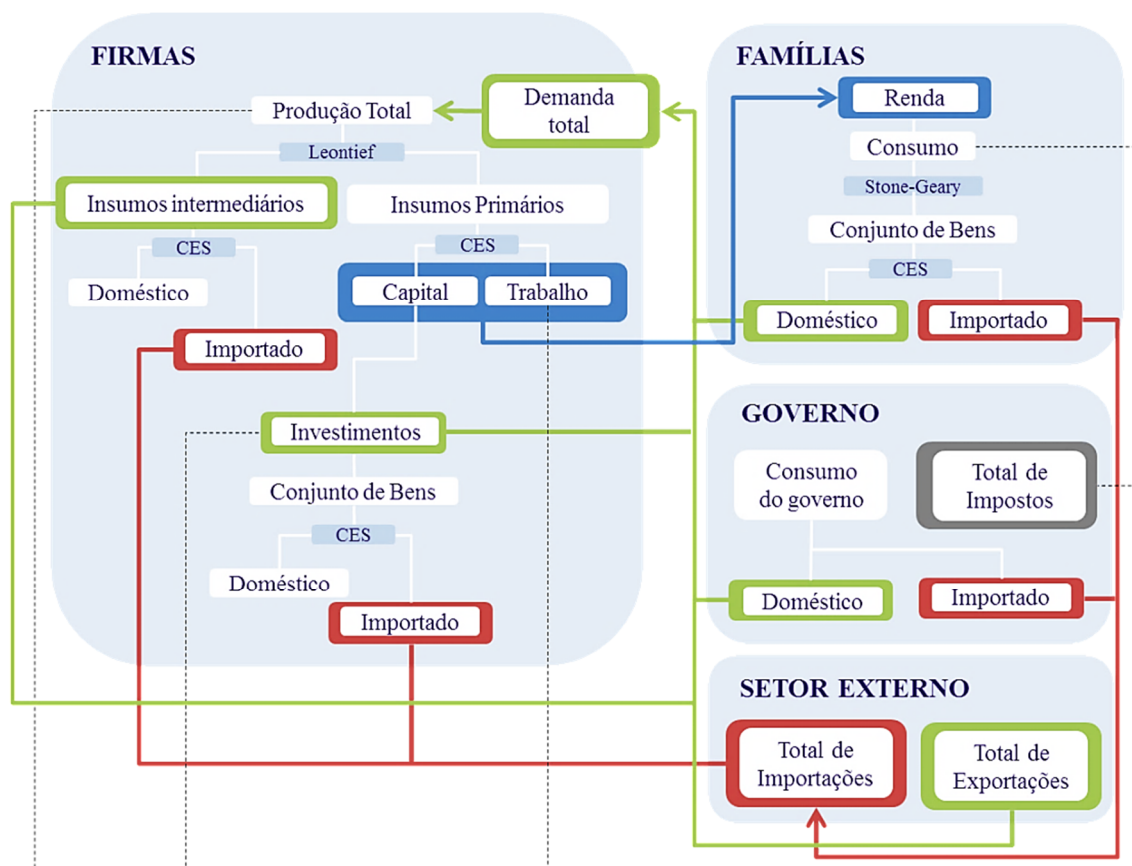 FIRMAS
Demanda
total
Produção Total
Leontief
Insumos intermediários
Insumos Primários
CES
CES
Doméstico
Capital
Trabalho
Importado
Investimentos
Conjunto de Bens
CES
Doméstico
Importado
FAMÍLIAS
Renda
Consumo
Stone-Geary
Conjunto de Bens
CES
Doméstico
Importado
GOVERNO
Consumo
do governo
Total de
Impostos
Doméstico
Importado
SETOR EXTERNO
Total de
Importações
Total de
Exportações